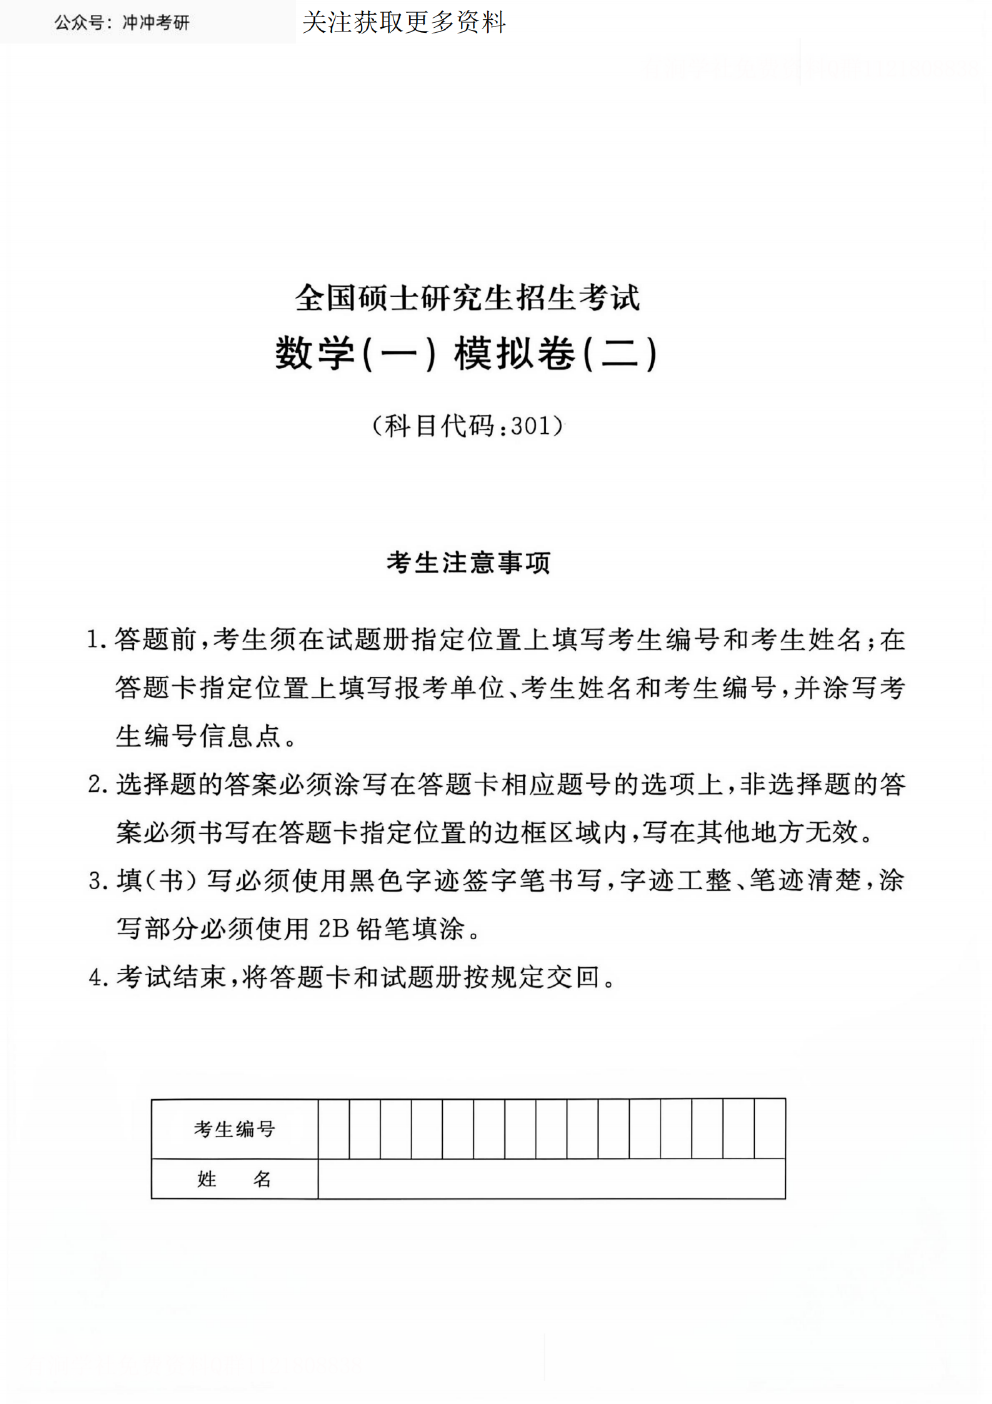 公众号：冲冲考研 关注获取更多资料
全国硕士研究生招生考试
数学(一) 模拟卷(二)
（科目代码:301）
考生注意事项
1. 答题前,考生须在试题册指定位置上填写考生编号和考生姓名;在
答题卡指定位置上填写报考单位、考生姓名和考生编号,并涂写考
生编号信息点。
2. 选择题的答案必须涂写在答题卡相应题号的选项上,非选择题的答
案必须书写在答题卡指定位置的边框区域内,写在其他地方无效。
3. 填(书) 写必须使用黑色字迹签字笔书写,字迹工整、笔迹清楚,涂
写部分必须使用 2B 铅笔填涂。
4. 考试结束,将答题卡和试题册按规定交回。
考生编号
姓 名